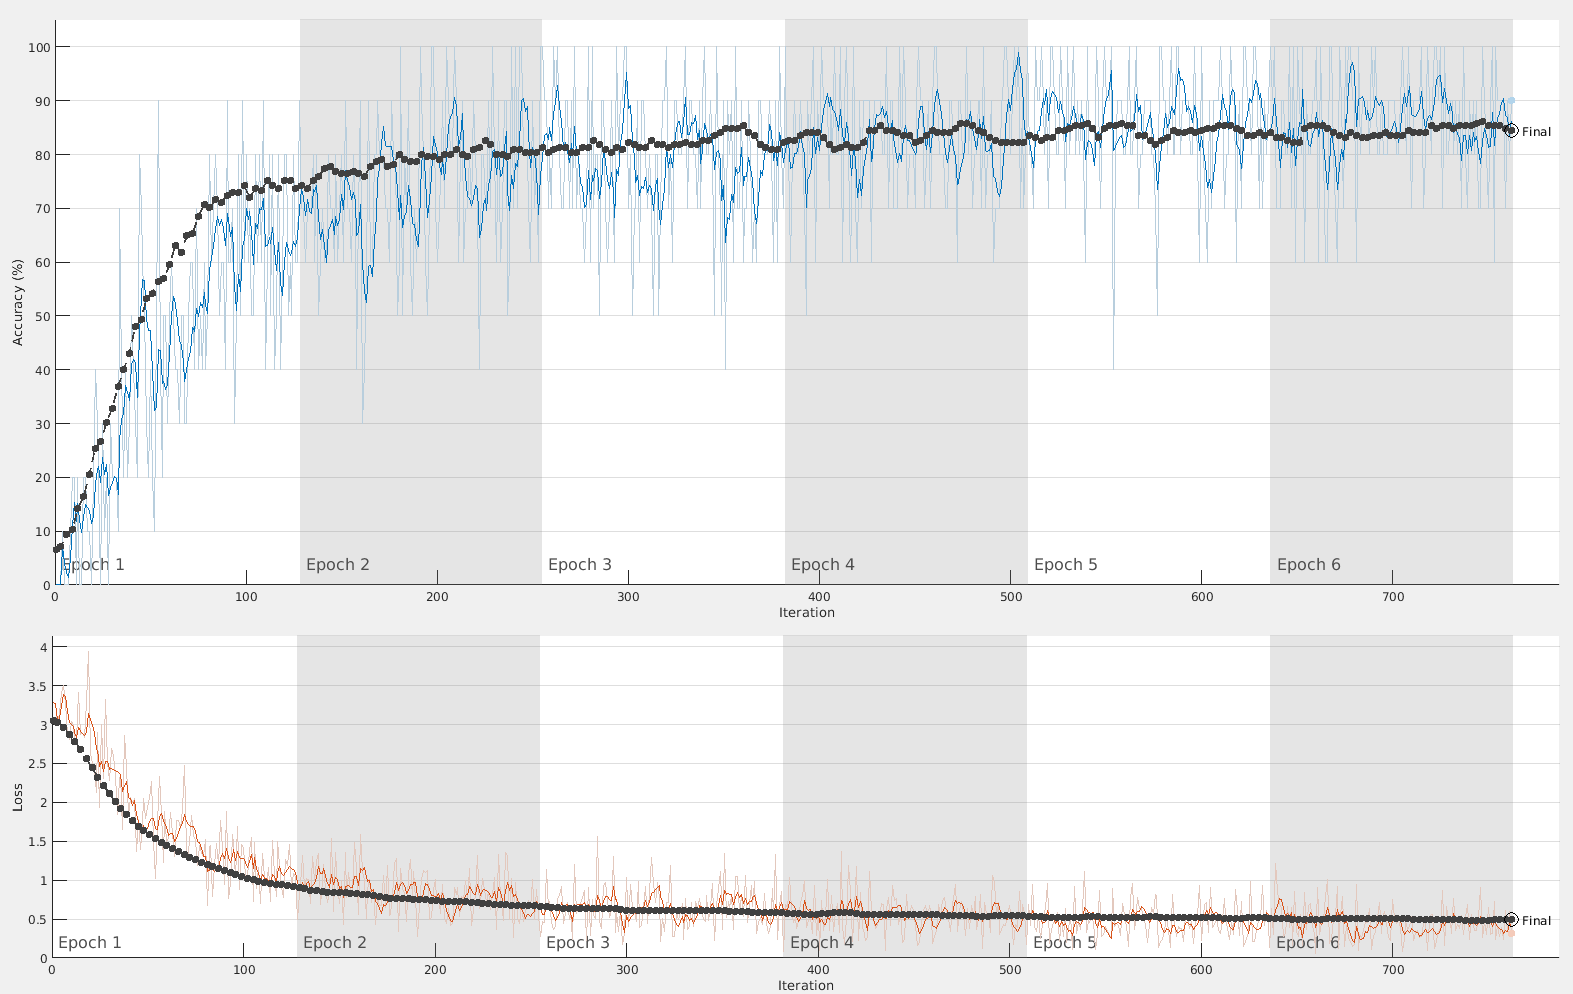 100
90
80
70
60
50
40
30
20
10
0
Accuracy (%)
Final
Epoch 1
Epoch 2
Epoch 3
Epoch 4
Epoch 5
Epoch 6
0 100 200 300 400 500 600 700
Iteration
4
3.5
3
2.5
2
1.5
1
0.5
0
Loss
Final
Epoch 1
Epoch 2
Epoch 3
Epoch 4
Epoch 5
Epoch 6
0 100 200 300 400 500 600 700
Iteration